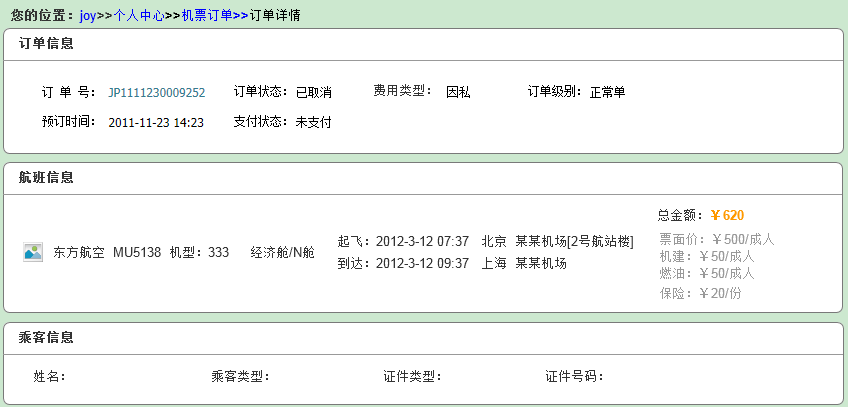 您的位置：joy>>个人中心>>机票订单>>订单详情
订单信息
订 单 号： JP1111230009252 订单状态：已取消 费用类型： 因私 订单级别：正常单
预订时间： 2011-11-23 14:23 支付状态：未支付
航班信息
东方航空 MU5138 机型：333 经济舱/N舱
起飞：2012-3-12 07:37 北京 某某机场[2号航站楼]
到达：2012-3-12 09:37 上海 某某机场
总金额：￥620
票面价：￥500/成人
机建：￥50/成人
燃油：￥50/成人
保险：￥20/份
乘客信息
姓名： 乘客类型： 证件类型： 证件号码：